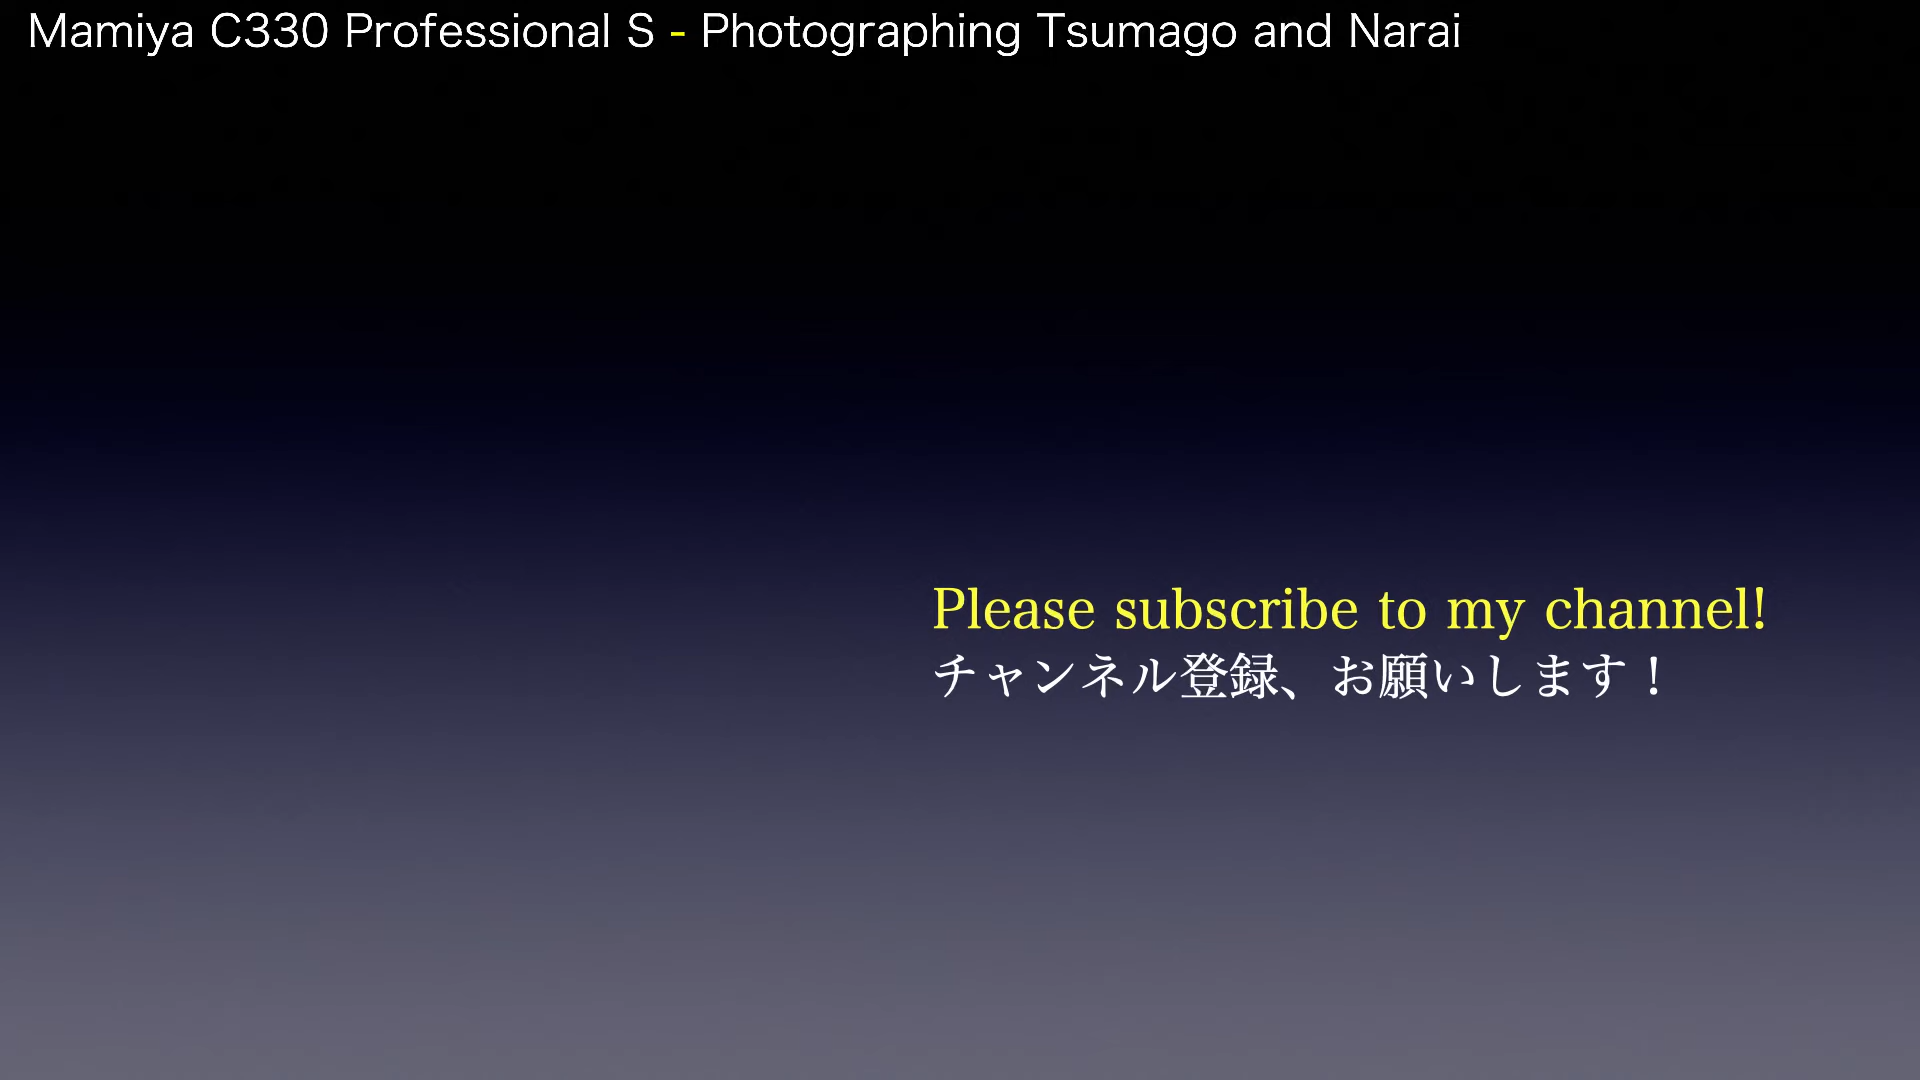 Mamiya C330 Professional S - Photographing Tsumago and Narai
Please subscribe to my channel!
チャンネル登録、お願いします！